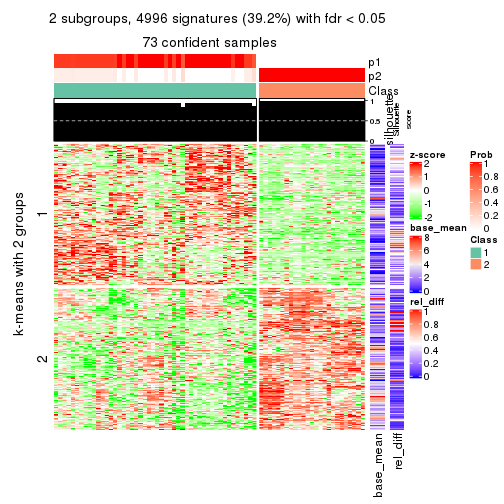 2 subgroups, 4996 signatures (39.2%) with fdr < 0.05
73 confident samples
p1
p2
Class
silhouette
Silhouette
score
1
0.5
0
k-means with 2 groups
1
2
base_mean
rel_diff
z-score
2
1
0
-1
-2
base_mean
8
6
4
2
0
rel_diff
1
0.8
0.6
0.4
0.2
0
Prob
1
0.8
0.6
0.4
0.2
0
Class
1
2